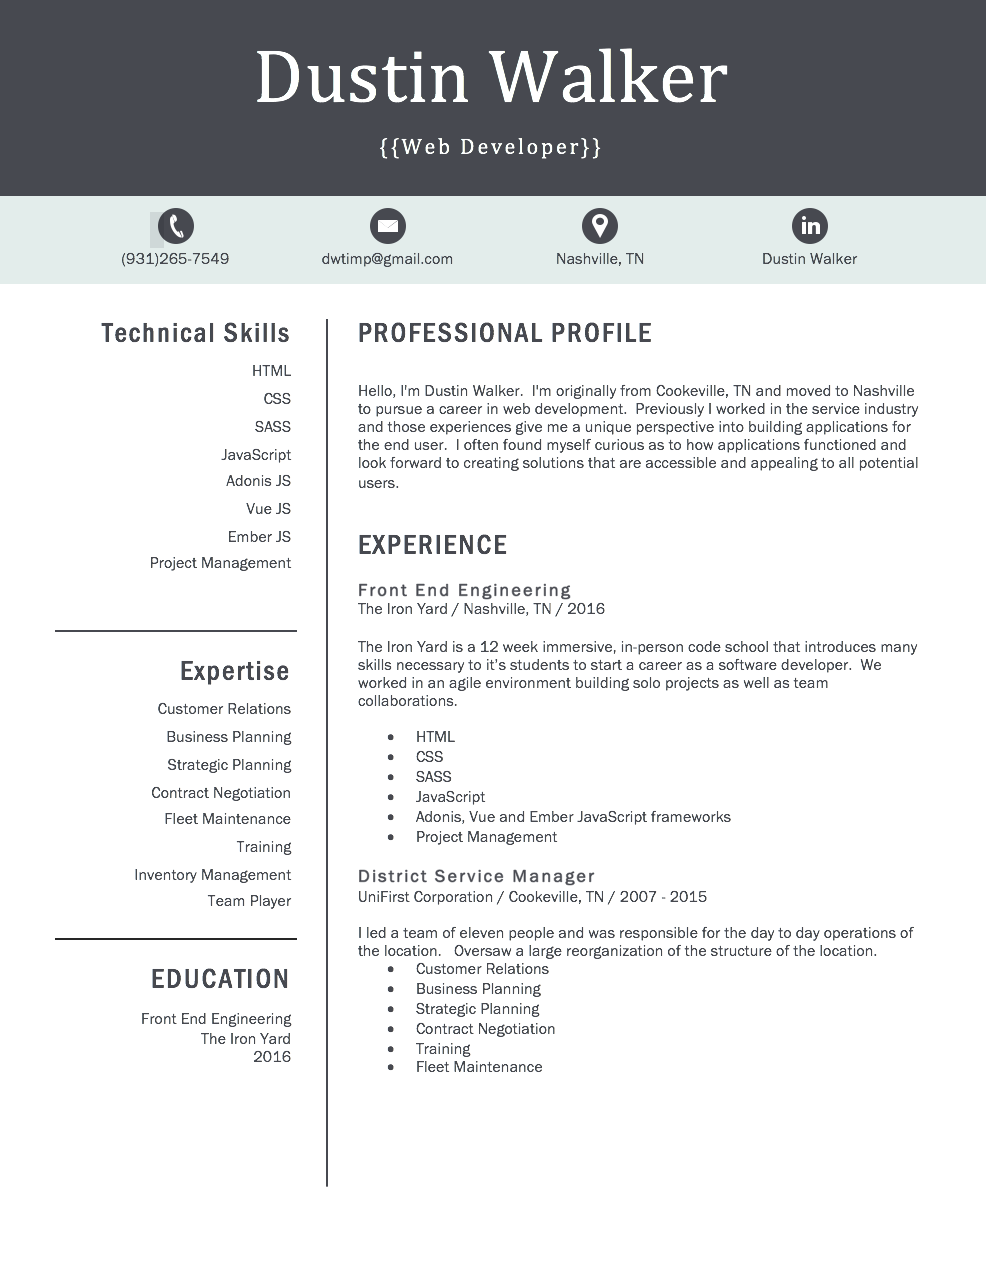 Dustin Walker
{{Web Developer}}
(931)265-7549
dwtimp@gmail.com
Nashville, TN
in
Dustin Walker
Technical Skills
HTML
CSS
SASS
JavaScript
Adonis JS
Vue JS
Ember JS
Project Management
Expertise
Customer Relations
Business Planning
Strategic Planning
Contract Negotiation
Fleet Maintenance
Training
Inventory Management
Team Player
EDUCATION
Front End Engineering
The Iron Yard
2016
PROFESSIONAL PROFILE
Hello, I'm Dustin Walker.  I'm originally from Cookeville, TN and moved to Nashville
to pursue a career in web development.  Previously I worked in the service industry
and those experiences give me a unique perspective into building applications for
the end user.  I often found myself curious as to how applications functioned and
look forward to creating solutions that are accessible and appealing to all potential
users.
EXPERIENCE
Front End Engineering
The Iron Yard / Nashville, TN / 2016
The Iron Yard is a 12 week immersive, in-person code school that introduces many
skills necessary to it's students to start a career as a software developer.  We
worked in an agile environment building solo projects as well as team
collaborations.
• HTML
• CSS
• SASS
• JavaScript
• Adonis, Vue and Ember JavaScript frameworks
• Project Management
District Service Manager
UniFirst Corporation / Cookeville, TN / 2007 - 2015
I led a team of eleven people and was responsible for the day to day operations of
the location.   Oversaw a large reorganization of the structure of the location.
• Customer Relations
• Business Planning
• Strategic Planning
• Contract Negotiation
• Training
• Fleet Maintenance